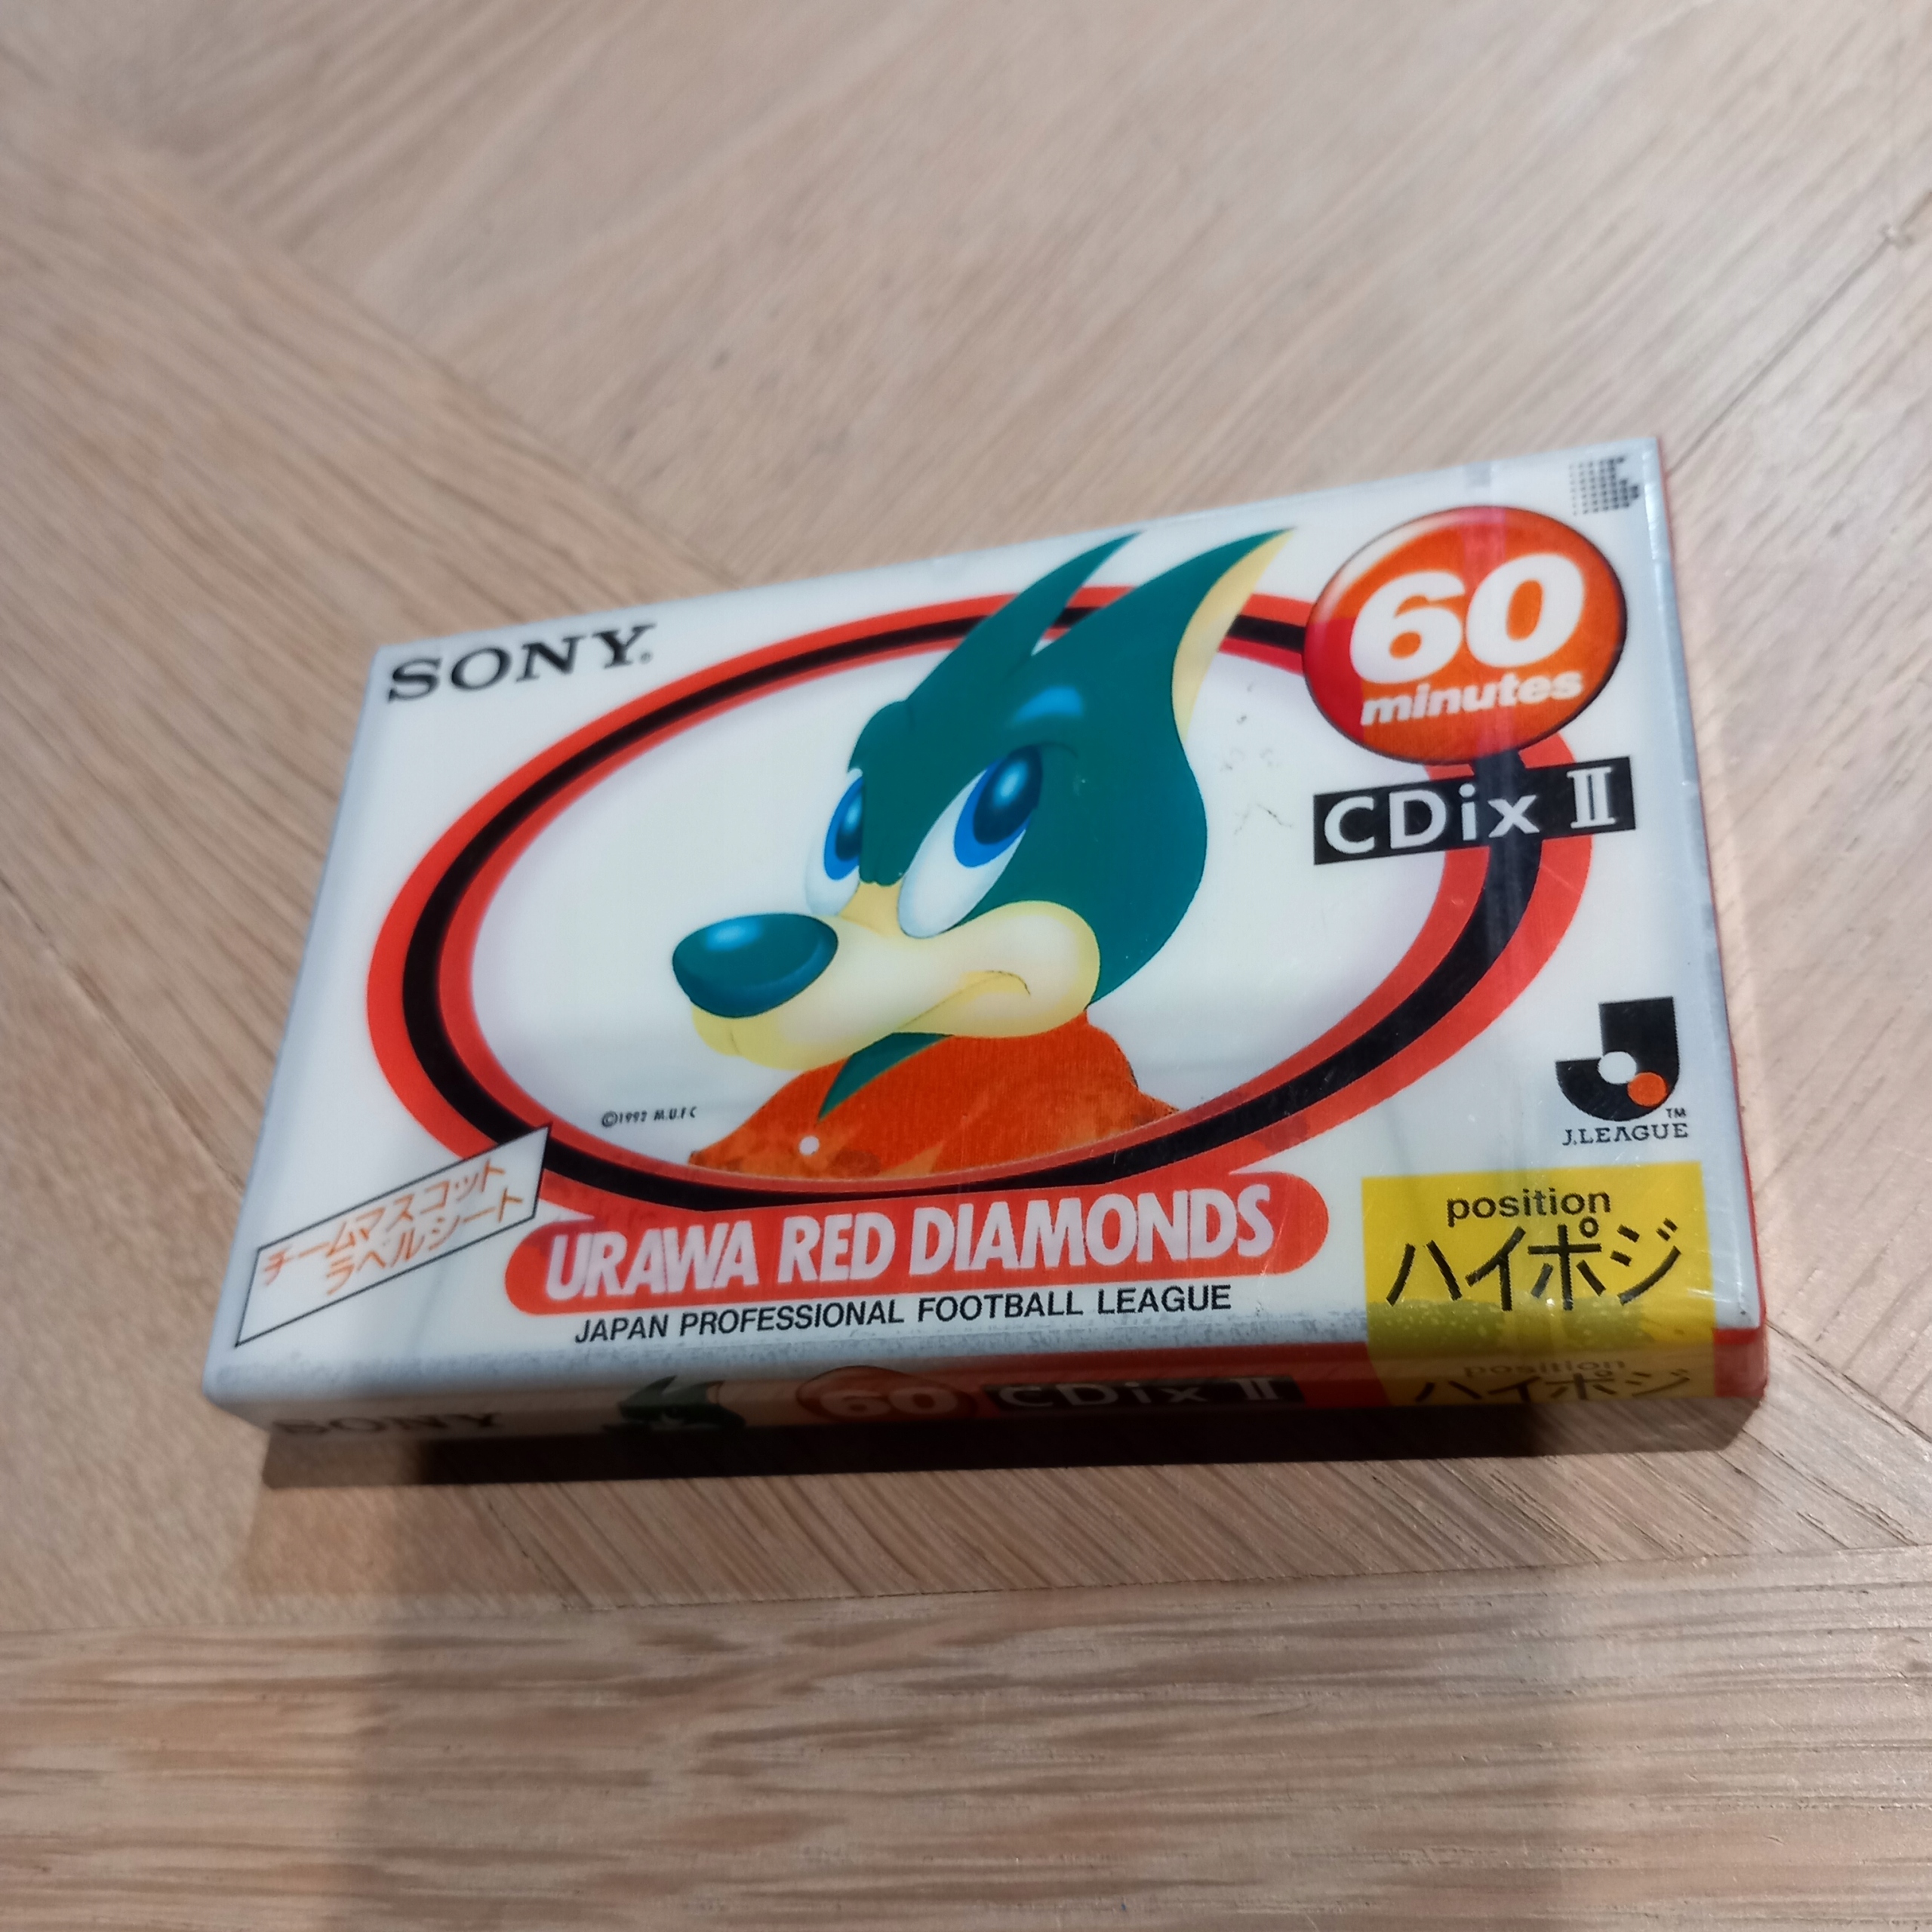 SONY®
60
minutes
CDix II
©1992 M.U.F.C
TM
J.LEAGUE
チームマスコット
ラベルシート
URAWA RED DIAMONDS
JAPAN PROFESSIONAL FOOTBALL LEAGUE
position
ハイポジ
SONY
60 CDix II
position
ハイポジ